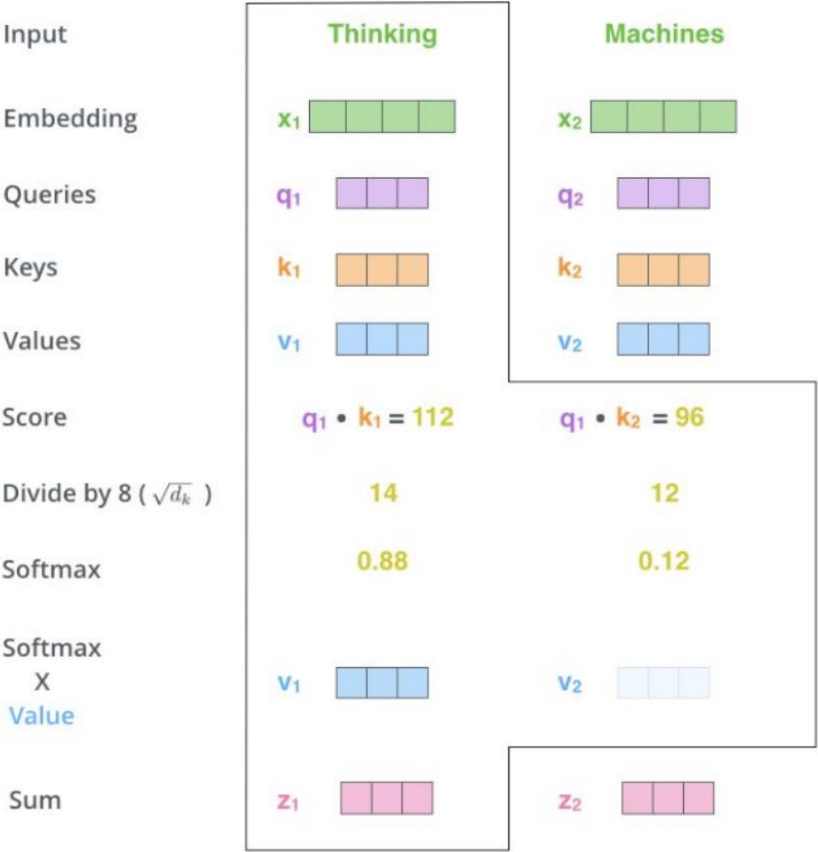 Input Thinking Machines
Embedding x₁ x₂
Queries q₁ q₂
Keys k₁ k₂
Values v₁ v₂
Score q₁ • k₁ = 112 q₁ • k₂ = 96
Divide by 8 ( √dₖ ) 14 12
Softmax 0.88 0.12
Softmax
X
Value v₁ v₂
Sum z₁ z₂